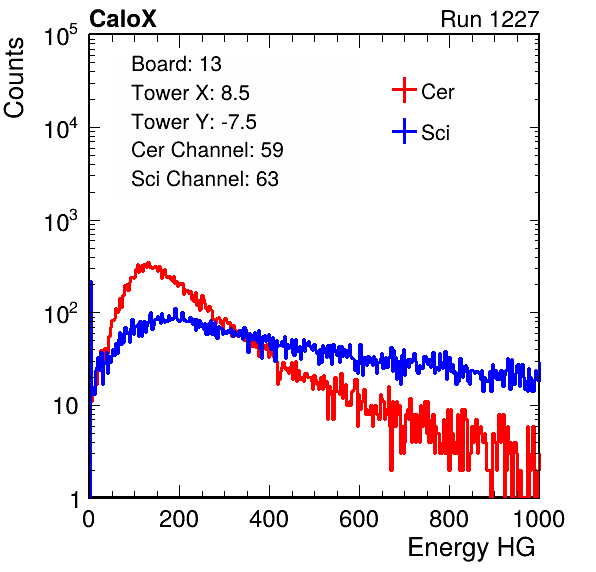 CaloX Run 1227
Counts
10^5
10^4
10^3
10^2
10
1
Board: 13
Tower X: 8.5
Tower Y: -7.5
Cer Channel: 59
Sci Channel: 63
Cer
Sci
0 200 400 600 800 1000
Energy HG